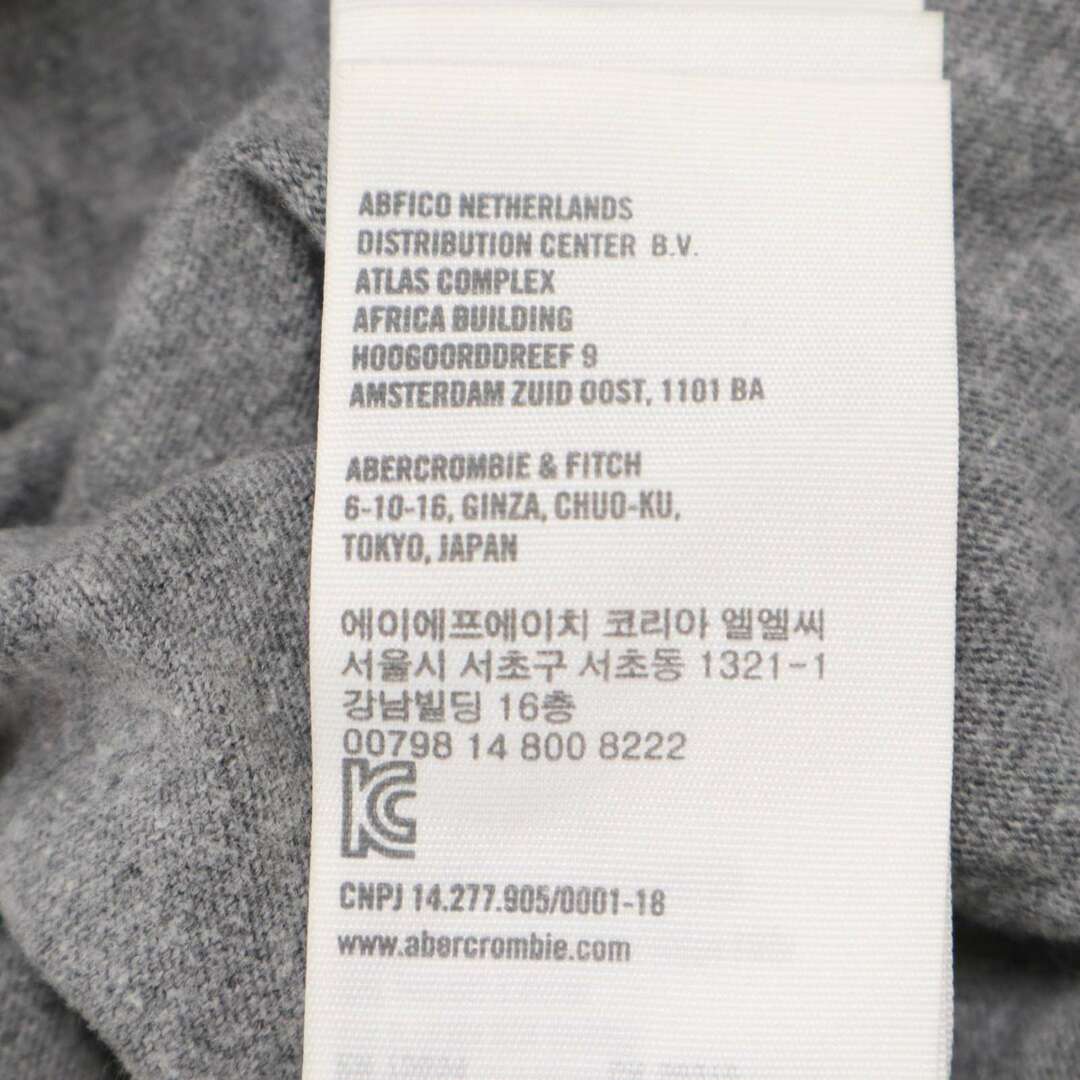 ABFICO NETHERLANDS
DISTRIBUTION CENTER B.V.
ATLAS COMPLEX
AFRICA BUILDING
HOOGOORDDREEF 9
AMSTERDAM ZUID OOST, 1101 BA
ABERCROMBIE & FITCH
6-10-16, GINZA, CHUO-KU,
TOKYO, JAPAN
에이에프에이치 코리아 엘엘씨
서울시 서초구 서초동 1321-1
강남빌딩 16층
00798 14 800 8222
KC
CNPJ 14.277.905/0001-18
www.abercrombie.com